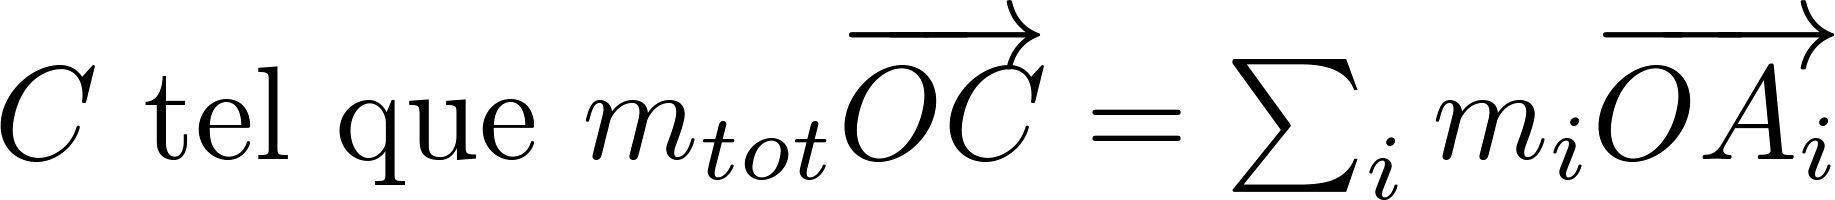 $C$ tel que $m_{tot}\overrightarrow{OC} = \sum_i m_i \overrightarrow{OA_i}$